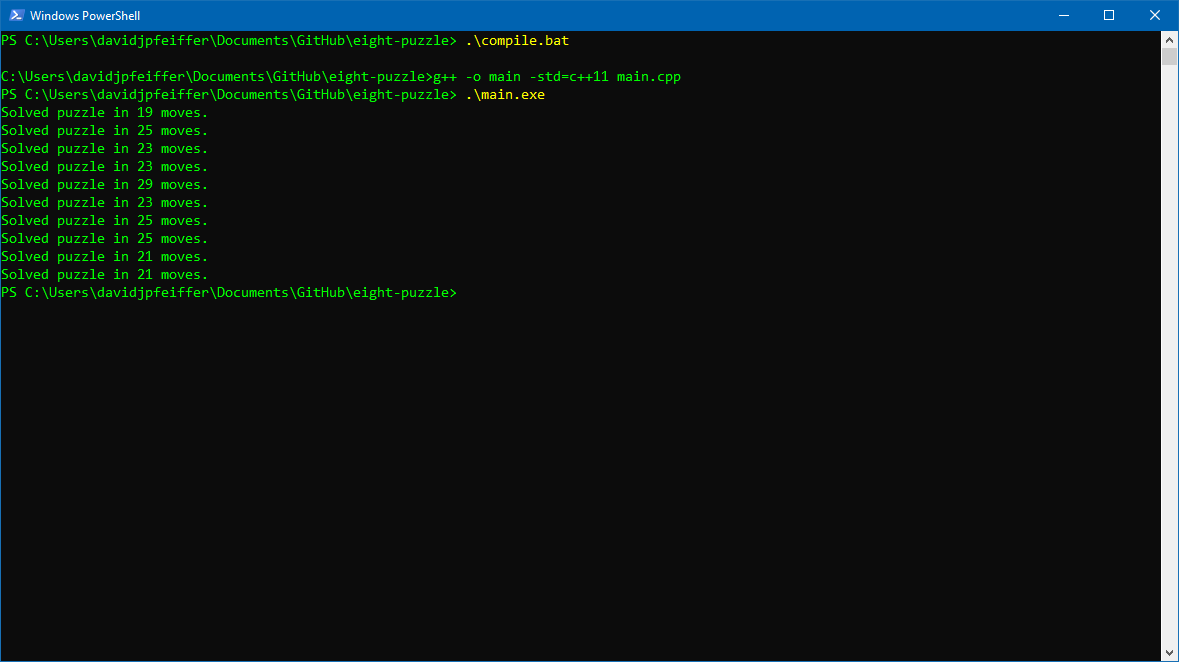 Windows PowerShell
PS C:\Users\davidjpfeiffer\Documents\GitHub\eight-puzzle> .\compile.bat
C:\Users\davidjpfeiffer\Documents\GitHub\eight-puzzle>g++ -o main -std=c++11 main.cpp
PS C:\Users\davidjpfeiffer\Documents\GitHub\eight-puzzle> .\main.exe
Solved puzzle in 19 moves.
Solved puzzle in 25 moves.
Solved puzzle in 23 moves.
Solved puzzle in 23 moves.
Solved puzzle in 29 moves.
Solved puzzle in 23 moves.
Solved puzzle in 25 moves.
Solved puzzle in 25 moves.
Solved puzzle in 21 moves.
Solved puzzle in 21 moves.
PS C:\Users\davidjpfeiffer\Documents\GitHub\eight-puzzle>